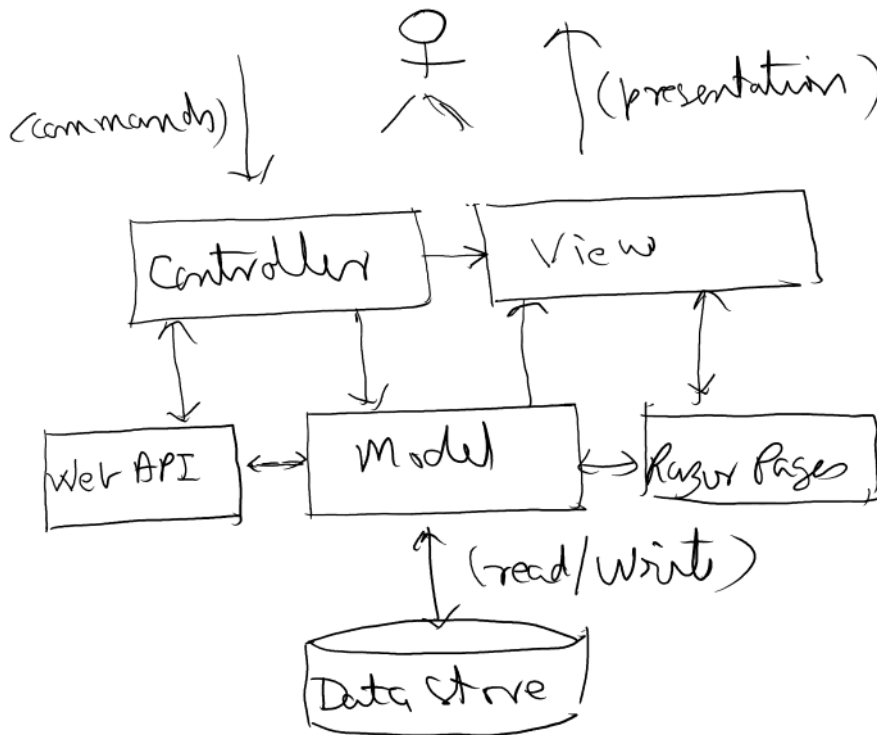 (commands)
(presentation)
Controller
View
Web API
Model
Razor Pages
(read/Write)
Data Store